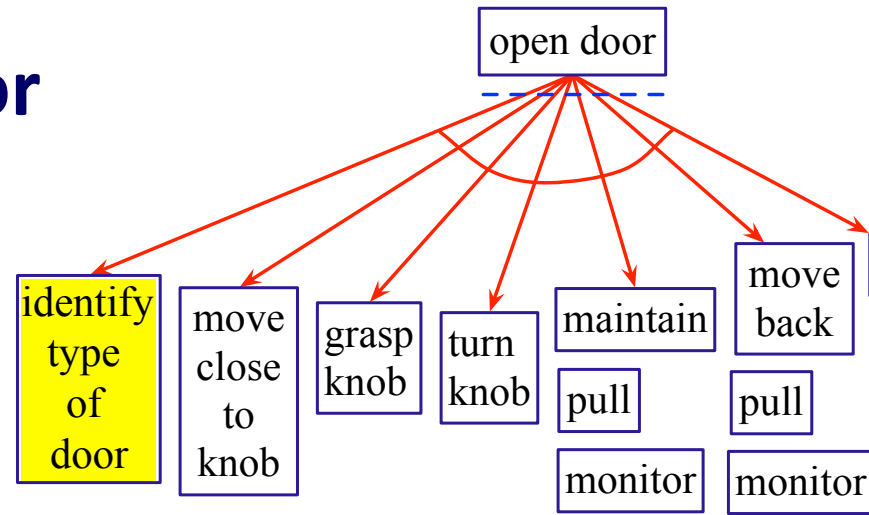 or
open door
identify
type
of
door
move
close
to
knob
grasp
knob
turn
knob
maintain
pull
monitor
move
back
pull
monitor